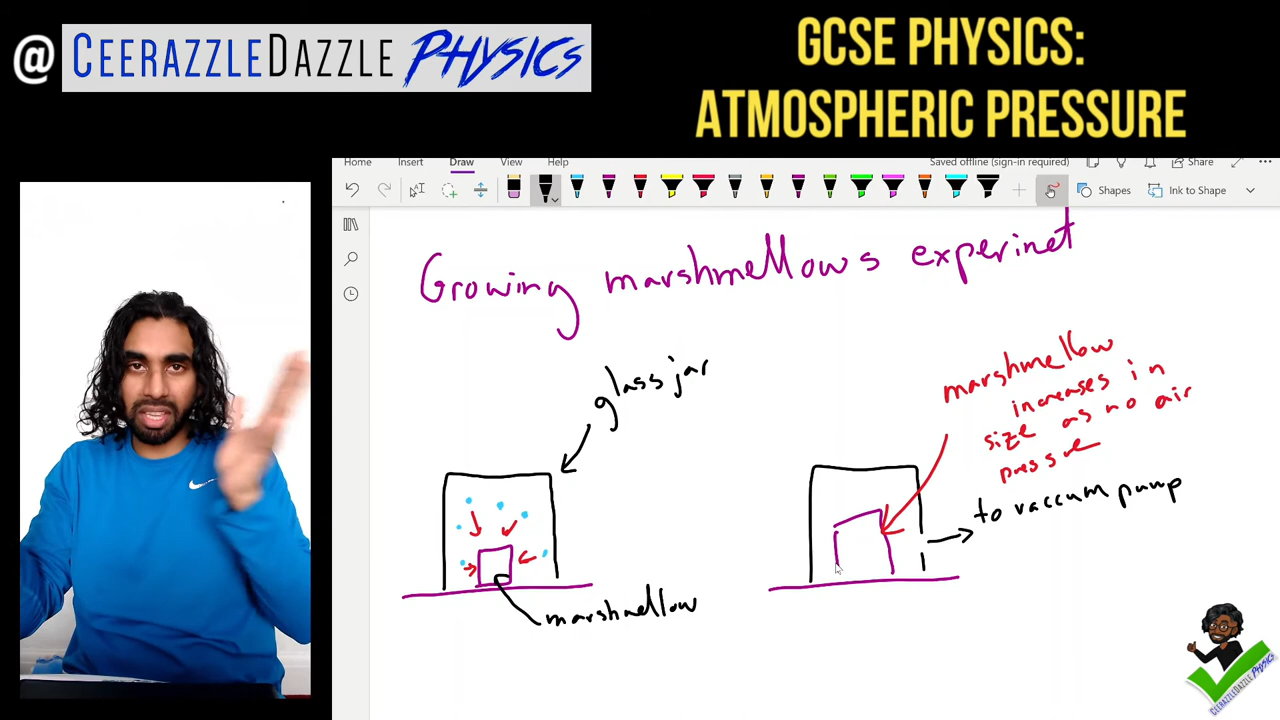 @ CEERAZZLEDAZZLE PHYSICS
GCSE PHYSICS:
ATMOSPHERIC PRESSURE
Home Insert Draw View Help
Saved offline (sign-in required)
Share
Shapes
Ink to Shape
Growing marshmellows experinet
glass jar
marshmellow
increases in
size as no air
pressure
to vaccum pump
marshmellow
CEERAZZLEDAZZLE PHYSICS